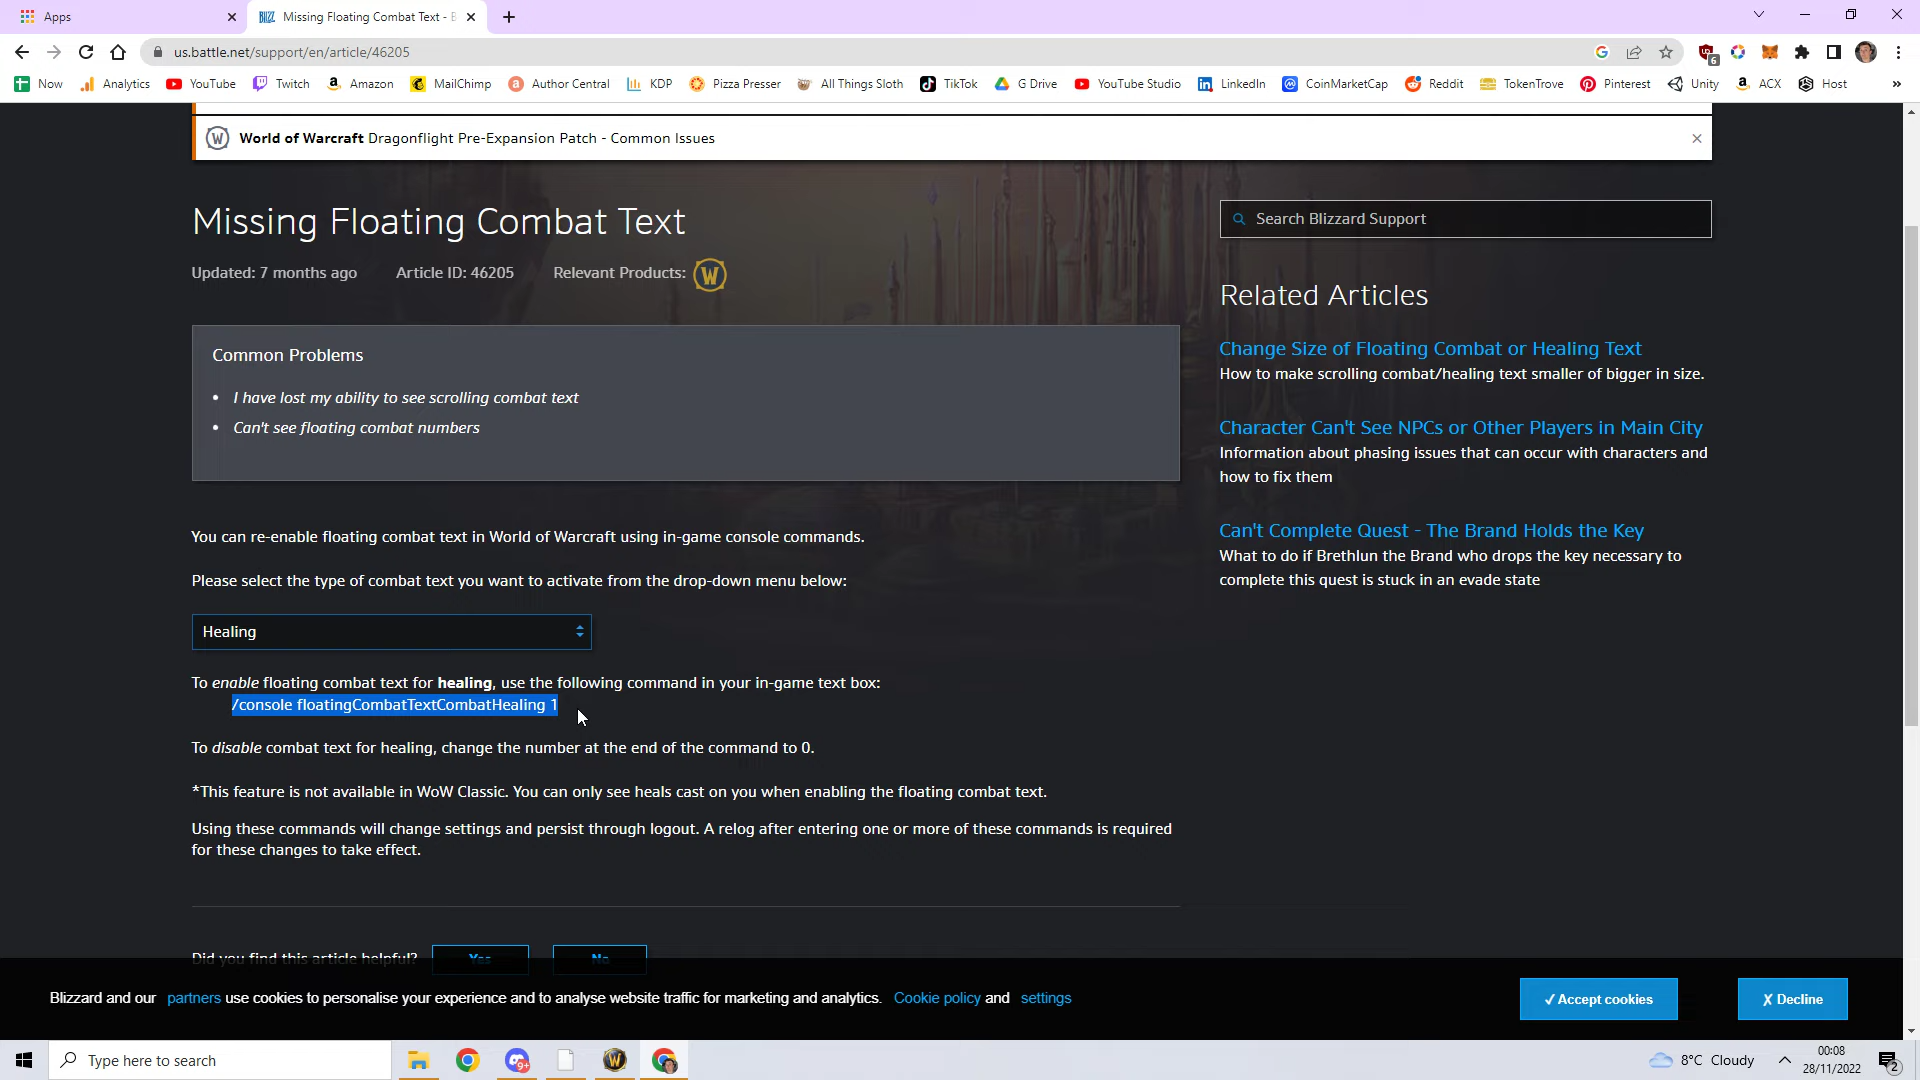 Apps
Missing Floating Combat Text - B
us.battle.net/support/en/article/46205
6
Now
Analytics
YouTube
Twitch
Amazon
MailChimp
Author Central
KDP
Pizza Presser
All Things Sloth
TikTok
G Drive
YouTube Studio
LinkedIn
CoinMarketCap
Reddit
TokenTrove
Pinterest
Unity
ACX
Host
World of Warcraft Dragonflight Pre-Expansion Patch - Common Issues
Missing Floating Combat Text
Updated: 7 months ago
Article ID: 46205
Relevant Products:
Search Blizzard Support
Related Articles
Common Problems
• I have lost my ability to see scrolling combat text
• Can't see floating combat numbers
Change Size of Floating Combat or Healing Text
How to make scrolling combat/healing text smaller of bigger in size.
Character Can't See NPCs or Other Players in Main City
Information about phasing issues that can occur with characters and
how to fix them
Can't Complete Quest - The Brand Holds the Key
What to do if Brethlun the Brand who drops the key necessary to
complete this quest is stuck in an evade state
You can re-enable floating combat text in World of Warcraft using in-game console commands.
Please select the type of combat text you want to activate from the drop-down menu below:
Healing
To enable floating combat text for healing, use the following command in your in-game text box:
/console floatingCombatTextCombatHealing 1
To disable combat text for healing, change the number at the end of the command to 0.
*This feature is not available in WoW Classic. You can only see heals cast on you when enabling the floating combat text.
Using these commands will change settings and persist through logout. A relog after entering one or more of these commands is required
for these changes to take effect.
Did you find this article helpful?
Yes
No
Blizzard and our partners use cookies to personalise your experience and to analyse website traffic for marketing and analytics. Cookie policy and settings
✓ Accept cookies
✗ Decline
Type here to search
9+
8°C Cloudy
00:08
28/11/2022
2